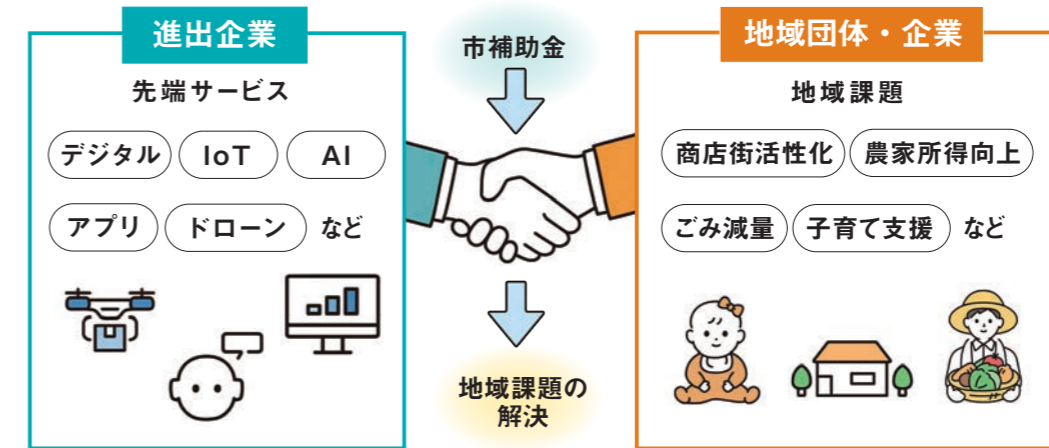 進出企業
先端サービス
デジタル IoT AI
アプリ ドローン など
市補助金
地域課題の
解決
地域団体・企業
地域課題
商店街活性化 農家所得向上
ごみ減量 子育て支援 など